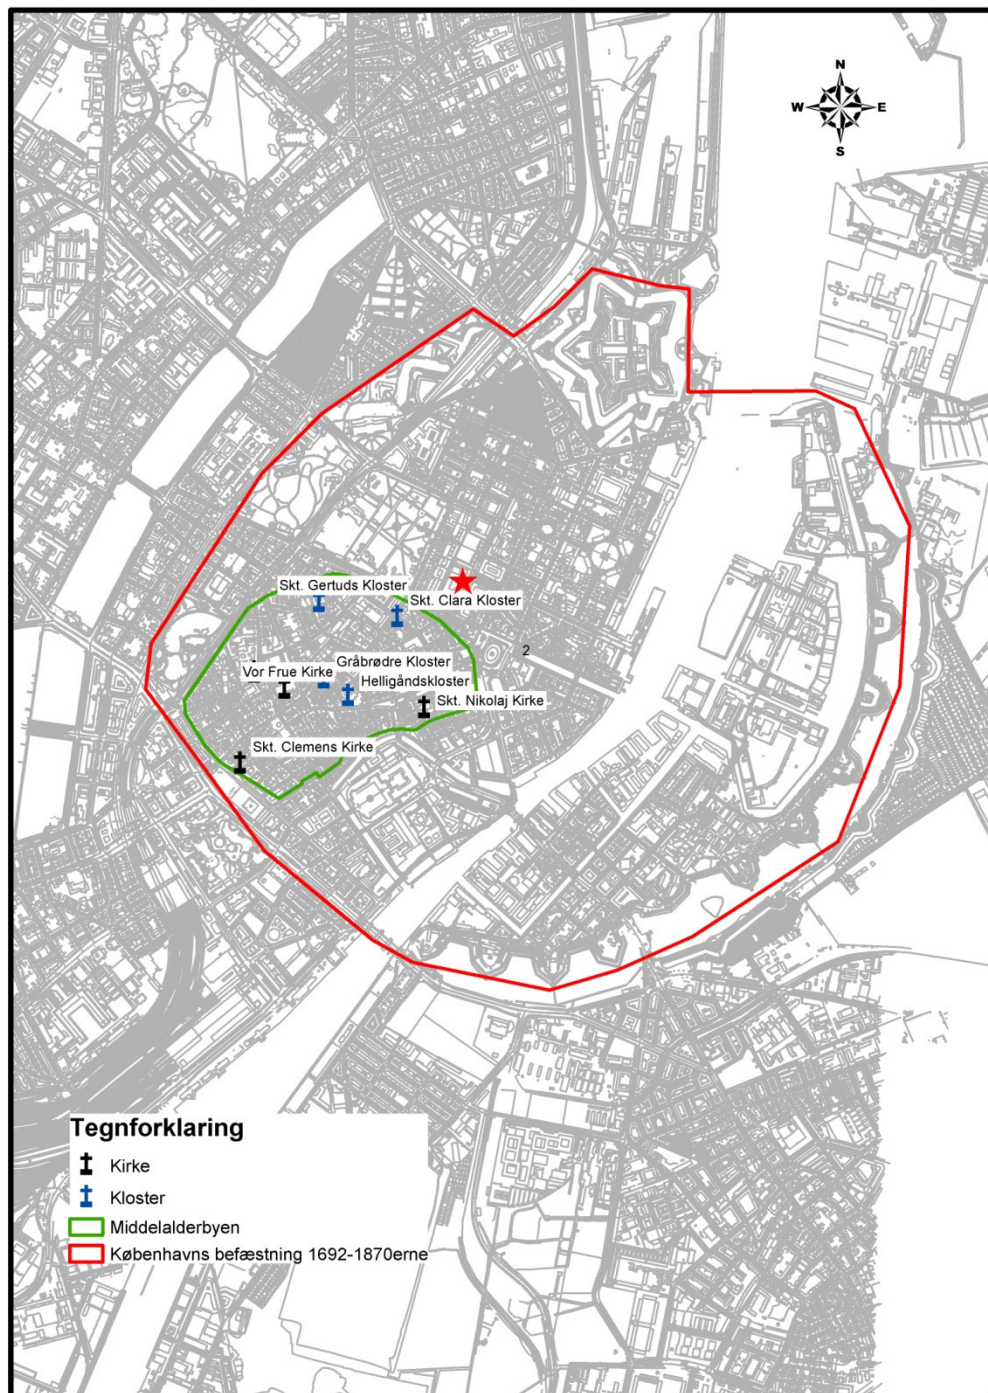 N
W E
S
Skt. Gertuds Kloster
Skt. Clara Kloster
2
Gråbrødre Kloster
Vor Frue Kirke
Helligåndskloster
Skt. Nikolaj Kirke
Skt. Clemens Kirke
Tegnforklaring
Kirke
Kloster
Middelalderbyen
Københavns befæstning 1692-1870erne